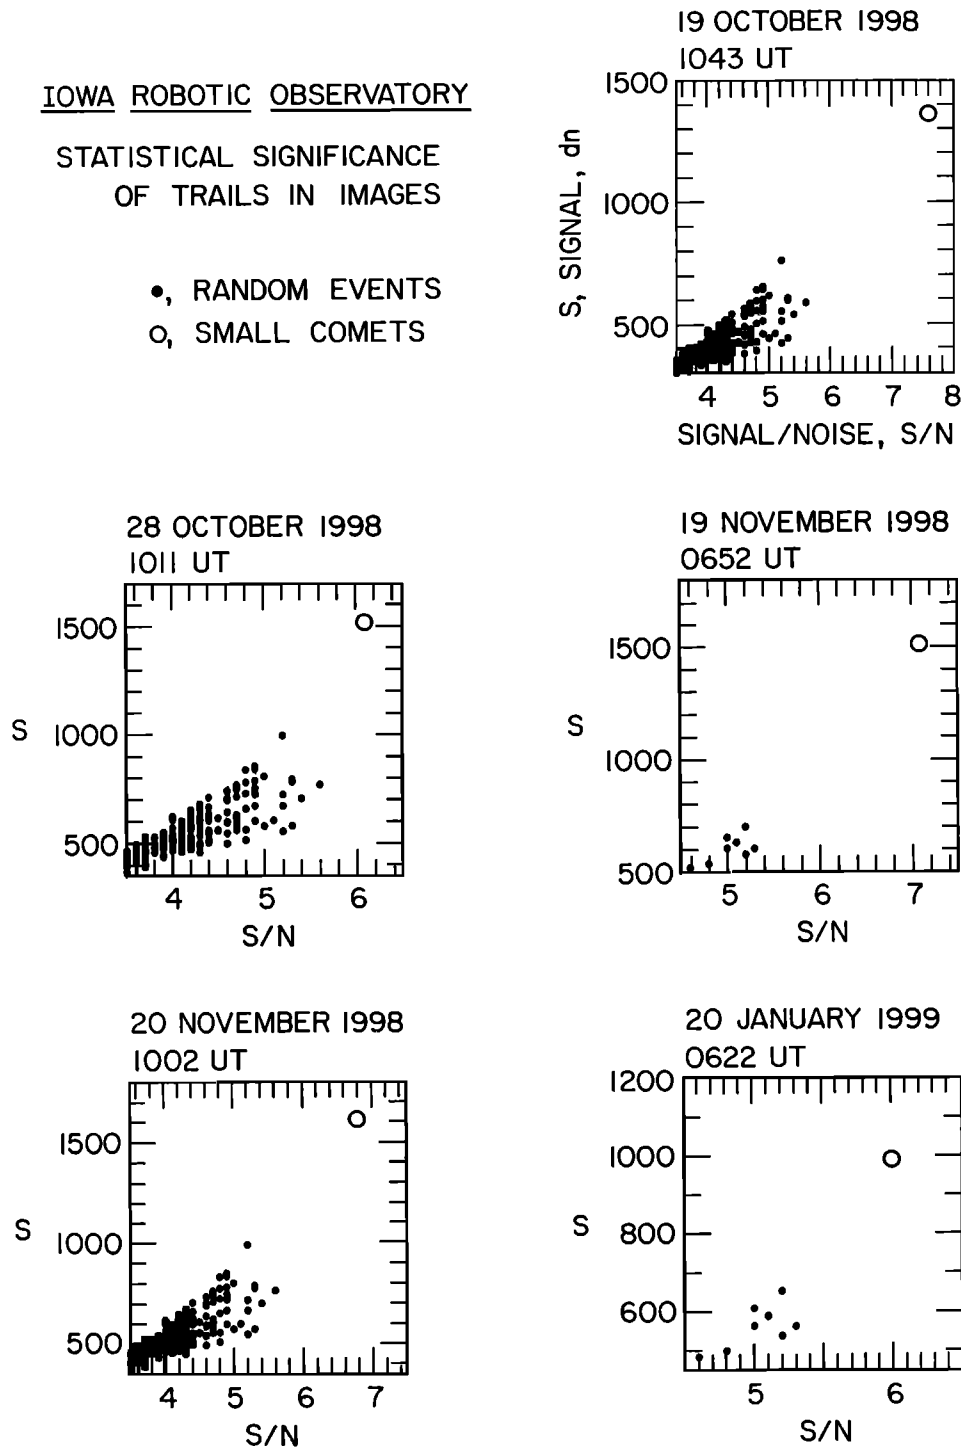 IOWA ROBOTIC OBSERVATORY
STATISTICAL SIGNIFICANCE
OF TRAILS IN IMAGES
●, RANDOM EVENTS
○, SMALL COMETS
19 OCTOBER 1998
1043 UT
1500
1000
500
S, SIGNAL, dn
4 5 6 7 8
SIGNAL/NOISE, S/N
28 OCTOBER 1998
1011 UT
1500
1000
500
S
4 5 6
S/N
19 NOVEMBER 1998
0652 UT
1500
1000
500
S
5 6 7
S/N
20 NOVEMBER 1998
1002 UT
1500
1000
500
S
4 5 6 7
S/N
20 JANUARY 1999
0622 UT
1200
1000
800
600
S
5 6
S/N